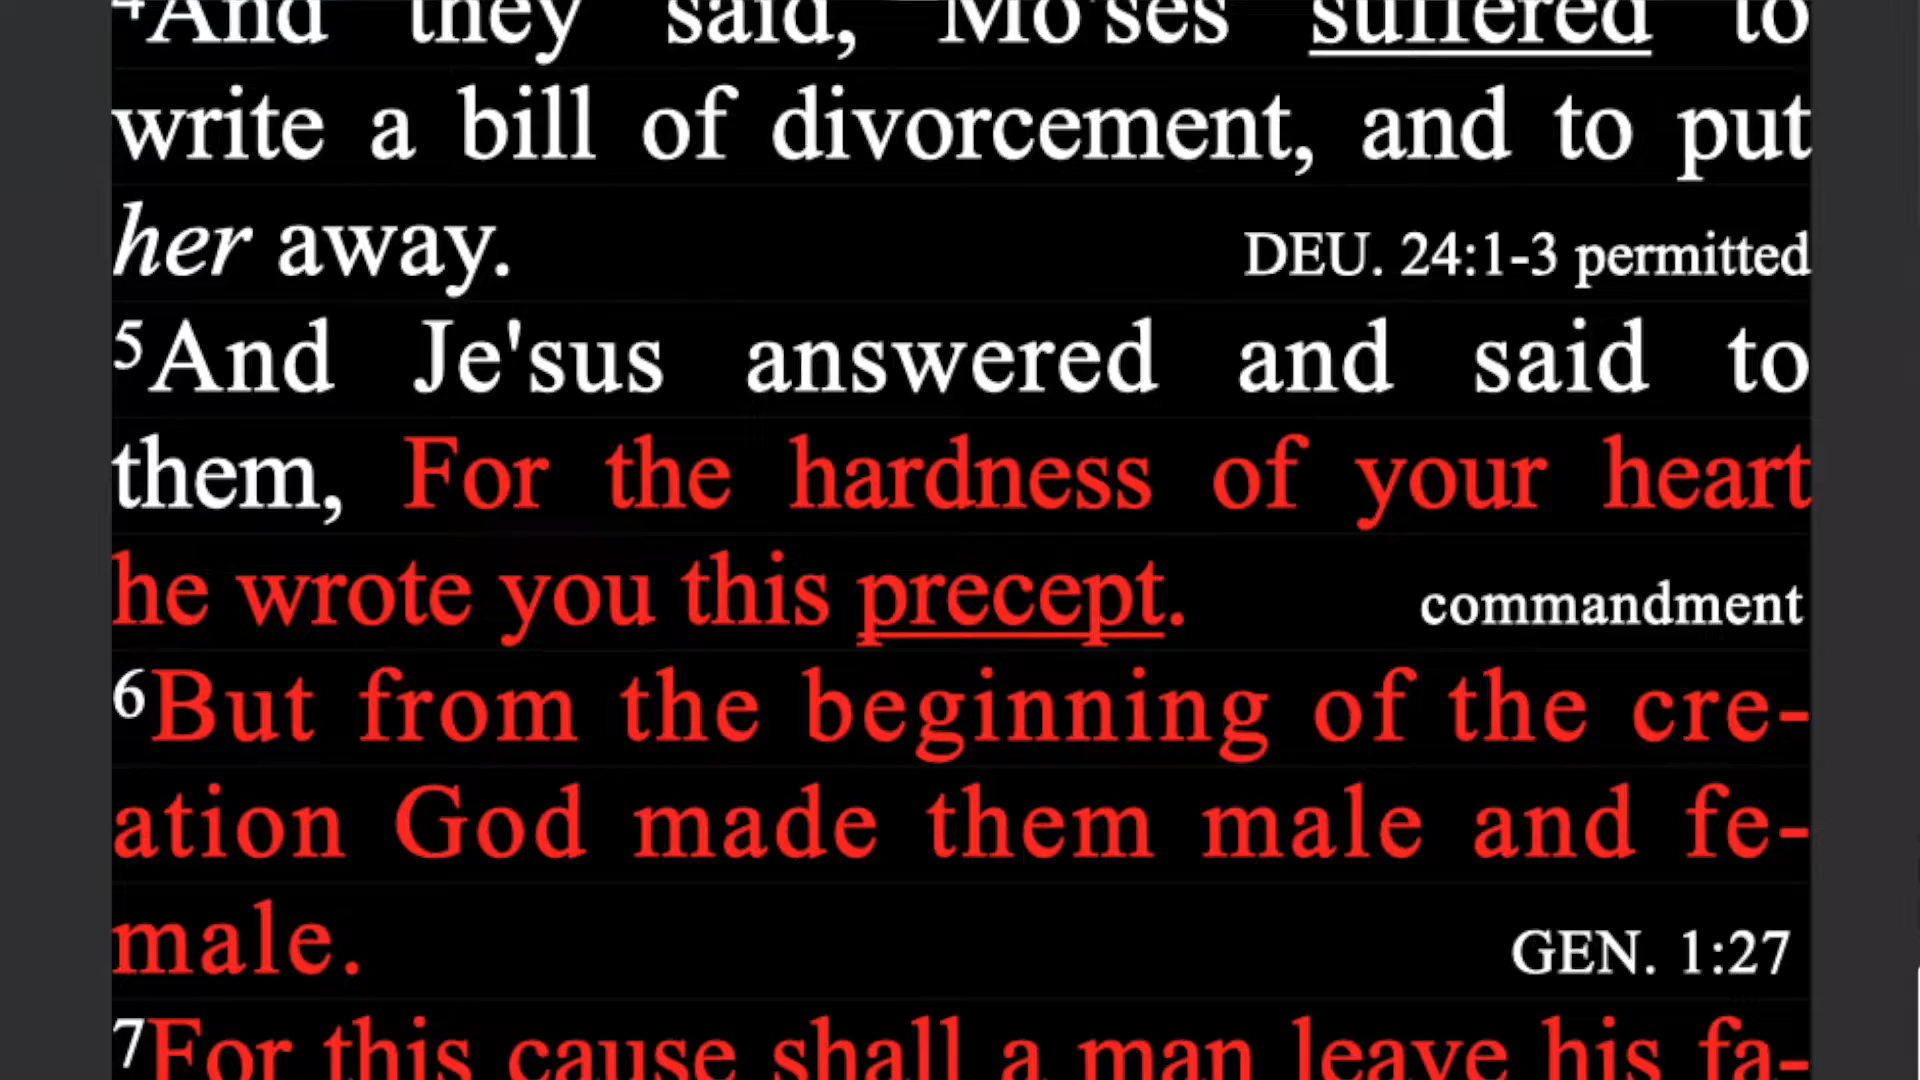 4And they said, Mo'ses suffered to
write a bill of divorcement, and to put
her away. DEU. 24:1-3 permitted
5And Je'sus answered and said to
them, For the hardness of your heart
he wrote you this precept. commandment
6But from the beginning of the cre-
ation God made them male and fe-
male. GEN. 1:27
7For this cause shall a man leave his fa-